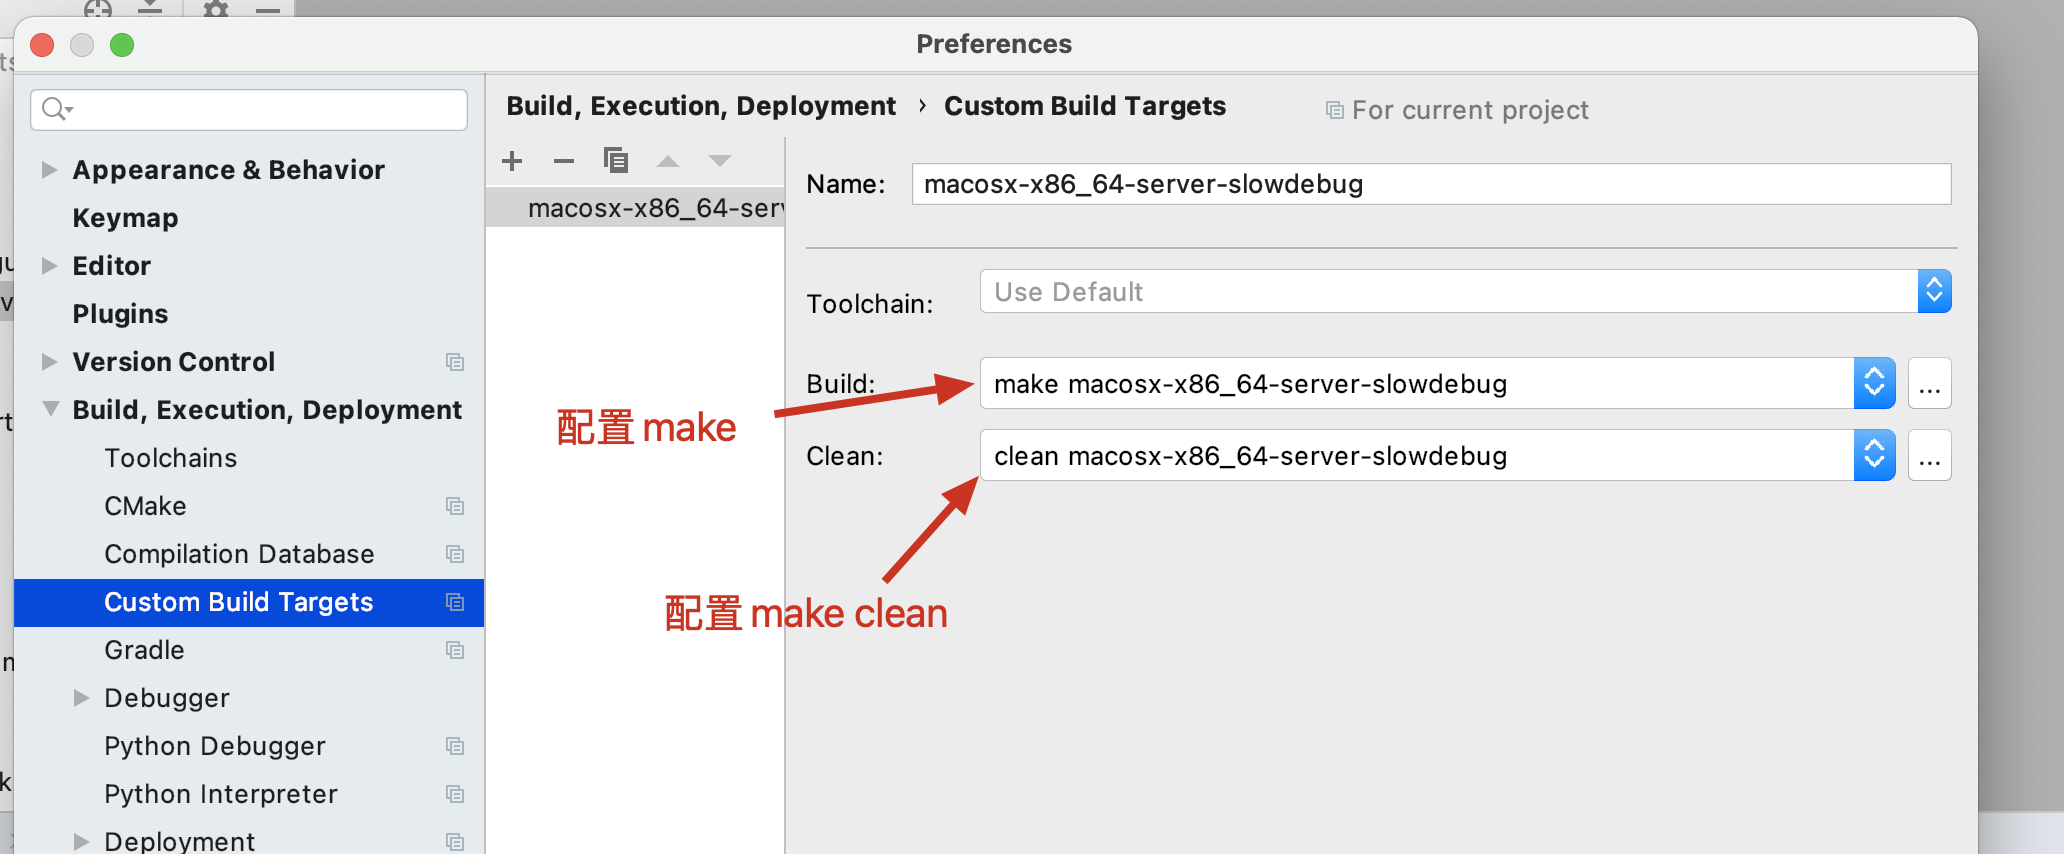 Preferences
Build, Execution, Deployment › Custom Build Targets
For current project
Appearance & Behavior
Keymap
Editor
Plugins
Version Control
Build, Execution, Deployment
Toolchains
CMake
Compilation Database
Custom Build Targets
Gradle
Debugger
Python Debugger
Python Interpreter
Deployment
macosx-x86_64-serv
Name: macosx-x86_64-server-slowdebug
Toolchain: Use Default
Build: make macosx-x86_64-server-slowdebug ...
配置 make
Clean: clean macosx-x86_64-server-slowdebug ...
配置 make clean